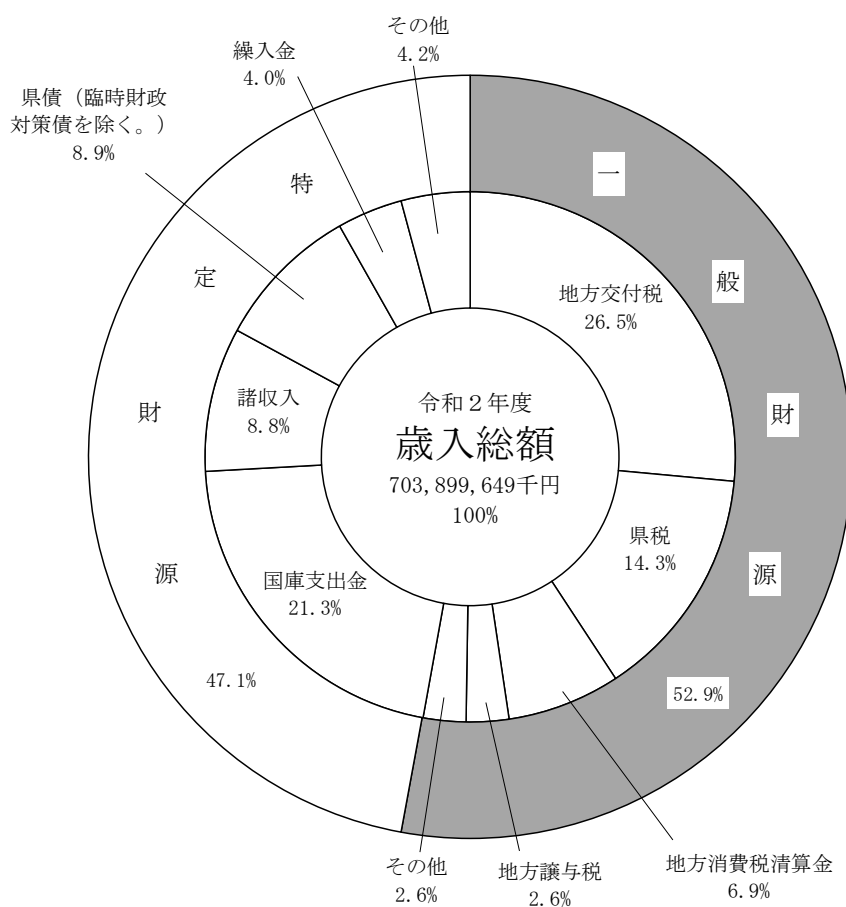 その他
4.2%
繰入金
4.0%
県債（臨時財政
対策債を除く。）
8.9%
特
定
財
源
47.1%
一
般
財
源
52.9%
地方交付税
26.5%
諸収入
8.8%
令和２年度
歳入総額
703,899,649千円
100%
県税
14.3%
国庫支出金
21.3%
その他
2.6%
地方譲与税
2.6%
地方消費税清算金
6.9%